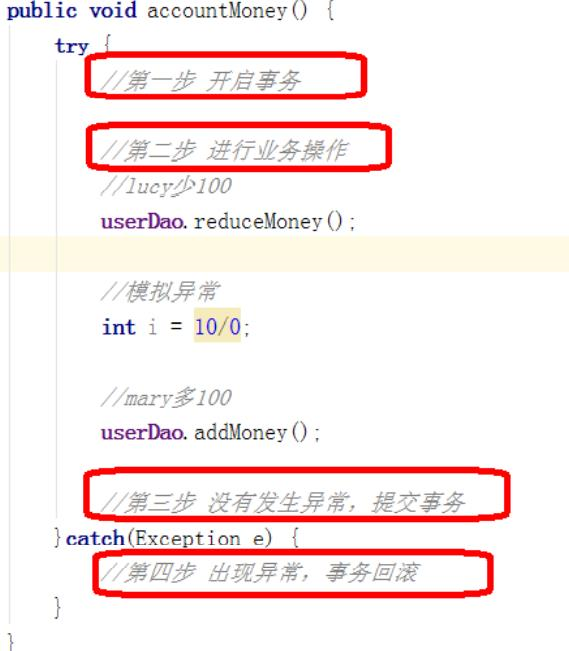 public void accountMoney() {
try {
//第一步 开启事务
//第二步 进行业务操作
//lucy少100
userDao.reduceMoney();
//模拟异常
int i = 10/0;
//mary多100
userDao.addMoney();
//第三步 没有发生异常，提交事务
}catch(Exception e) {
//第四步 出现异常，事务回滚
}
}